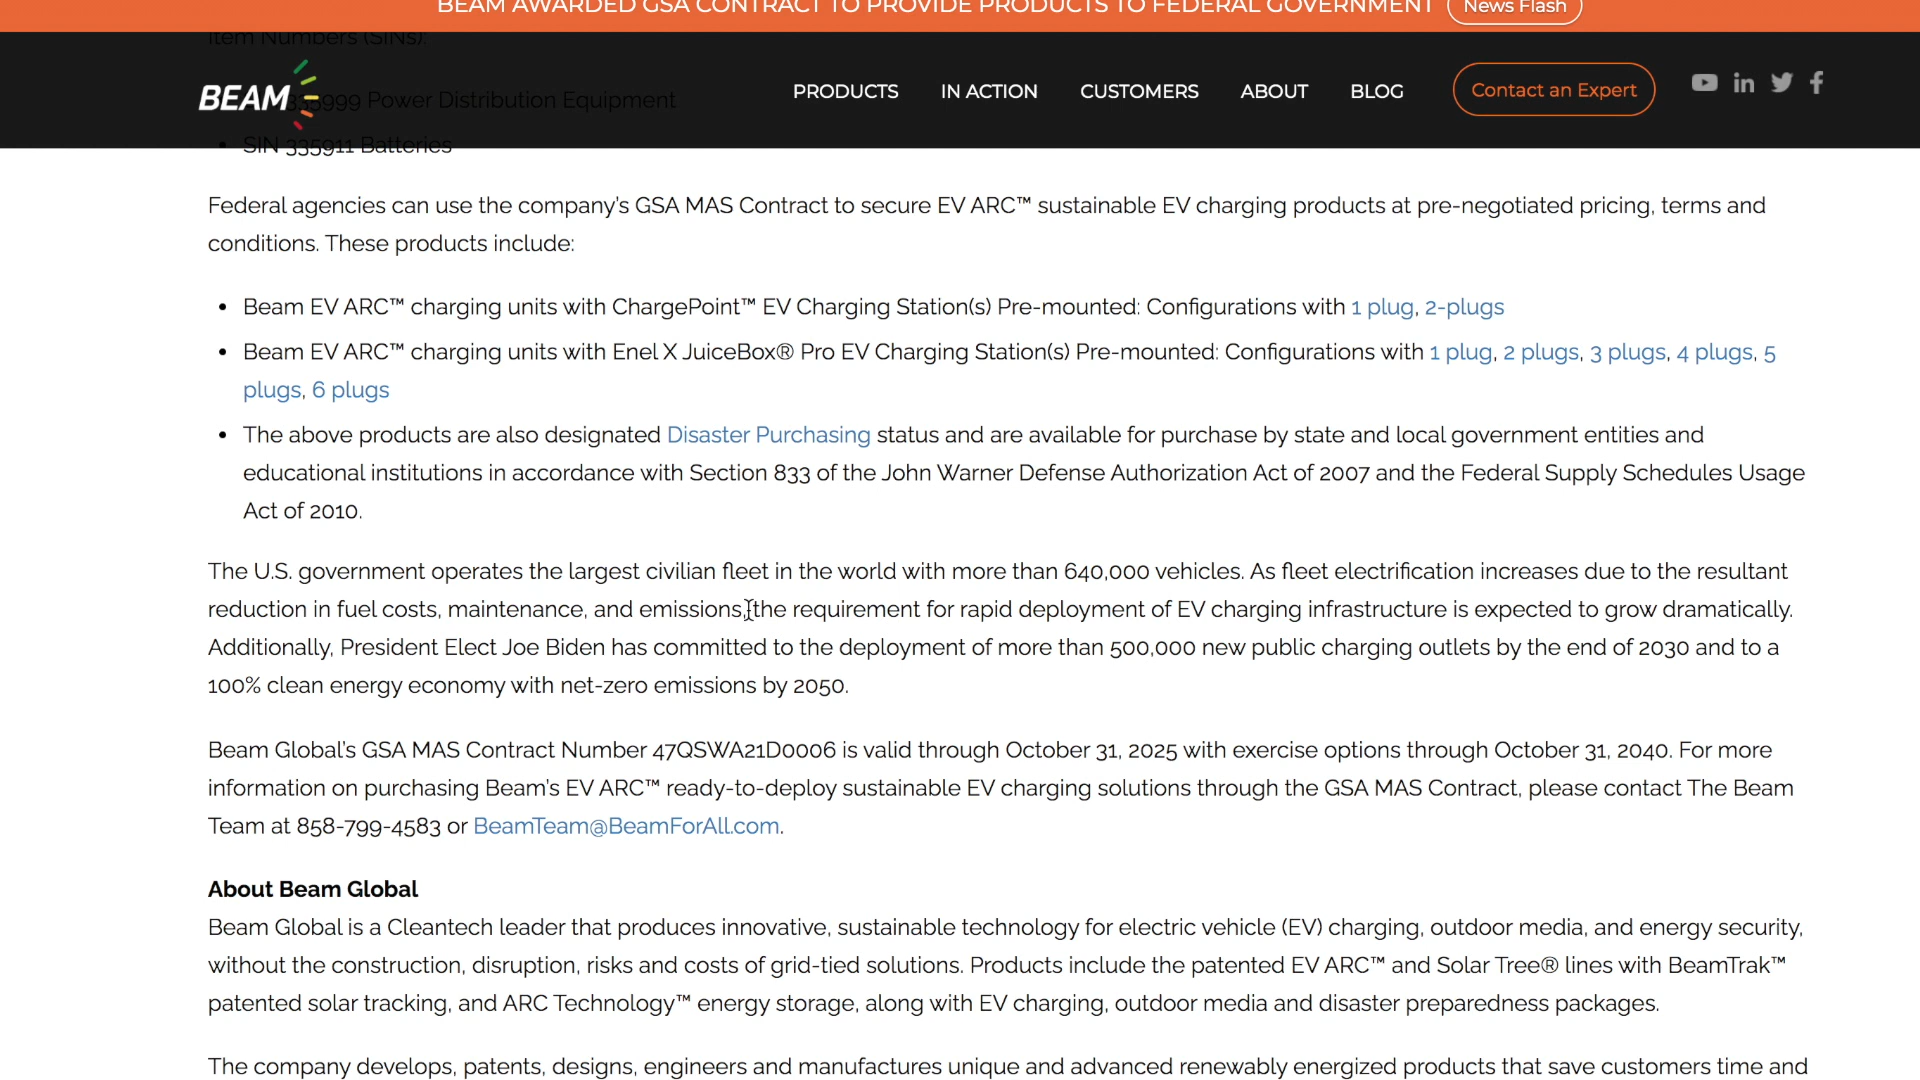 BEAM AWARDED GSA CONTRACT TO PROVIDE PRODUCTS TO FEDERAL GOVERNMENT News Flash
Item Numbers (SINs):
BEAM PRODUCTS IN ACTION CUSTOMERS ABOUT BLOG Contact an Expert
335999 Power Distribution Equipment
• SIN 335911 Batteries
Federal agencies can use the company's GSA MAS Contract to secure EV ARC™ sustainable EV charging products at pre-negotiated pricing, terms and
conditions. These products include:
• Beam EV ARC™ charging units with ChargePoint™ EV Charging Station(s) Pre-mounted: Configurations with 1 plug, 2-plugs
• Beam EV ARC™ charging units with Enel X JuiceBox® Pro EV Charging Station(s) Pre-mounted: Configurations with 1 plug, 2 plugs, 3 plugs, 4 plugs, 5
plugs, 6 plugs
• The above products are also designated Disaster Purchasing status and are available for purchase by state and local government entities and
educational institutions in accordance with Section 833 of the John Warner Defense Authorization Act of 2007 and the Federal Supply Schedules Usage
Act of 2010.
The U.S. government operates the largest civilian fleet in the world with more than 640,000 vehicles. As fleet electrification increases due to the resultant
reduction in fuel costs, maintenance, and emissions, the requirement for rapid deployment of EV charging infrastructure is expected to grow dramatically.
Additionally, President Elect Joe Biden has committed to the deployment of more than 500,000 new public charging outlets by the end of 2030 and to a
100% clean energy economy with net-zero emissions by 2050.
Beam Global's GSA MAS Contract Number 47QSWA21D0006 is valid through October 31, 2025 with exercise options through October 31, 2040. For more
information on purchasing Beam's EV ARC™ ready-to-deploy sustainable EV charging solutions through the GSA MAS Contract, please contact The Beam
Team at 858-799-4583 or BeamTeam@BeamForAll.com.
About Beam Global
Beam Global is a Cleantech leader that produces innovative, sustainable technology for electric vehicle (EV) charging, outdoor media, and energy security,
without the construction, disruption, risks and costs of grid-tied solutions. Products include the patented EV ARC™ and Solar Tree® lines with BeamTrak™
patented solar tracking, and ARC Technology™ energy storage, along with EV charging, outdoor media and disaster preparedness packages.
The company develops, patents, designs, engineers and manufactures unique and advanced renewably energized products that save customers time and